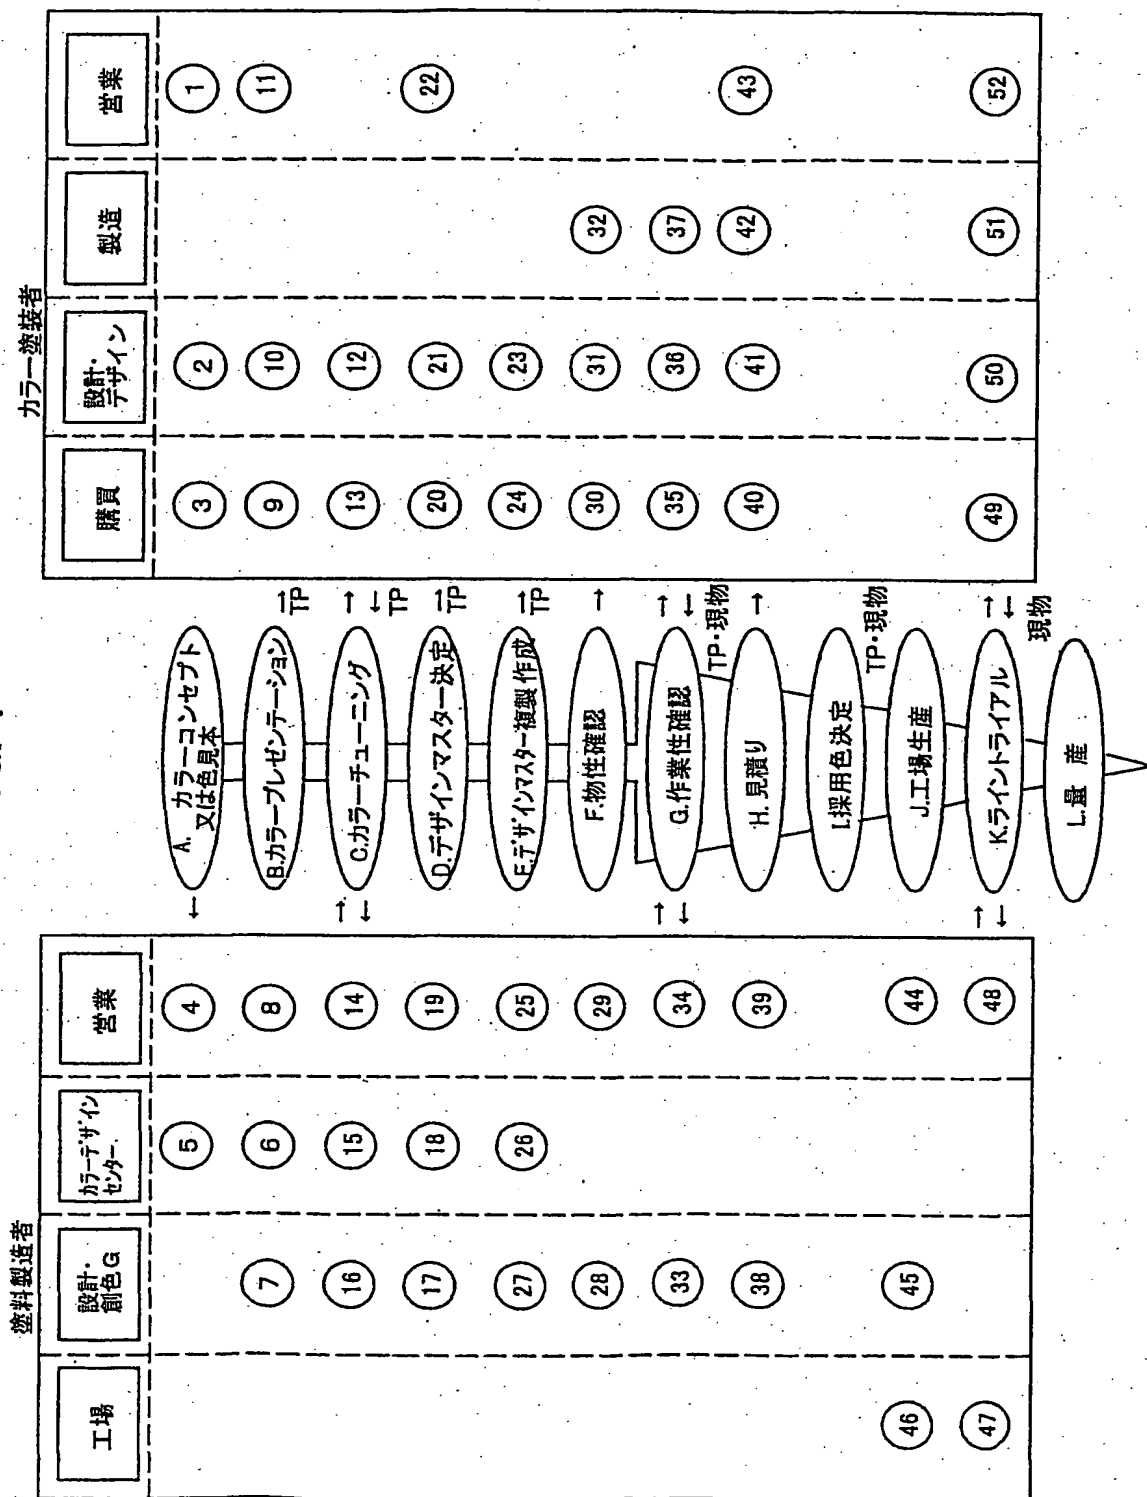 塗料製造者
カラー塗装者
工場
設計・
創色G
カラーデザイン
センター
営業
購買
設計・
デザイン
製造
営業
5 4
A. カラーコンセプト
又は色見本
3 2 1
7 6 8
B.カラープレゼンテーション
TP
9 10 11
16 15 14
C.カラーチューニング
TP
13 12
17 18 19
D.デザインマスター決定
TP
20 21 22
27 26 25
E.デザインマスター複製作成
TP
24 23
28 29
F.物性確認
30 31 32
33 34
G.作業性確認
TP・現物
35 36 37
38 39
H.見積り
40 41 42 43
I.採用色決定
TP・現物
46 45 44
J.工場生産
47 48
K.ライントライアル
現物
49 50 51 52
L.量 産